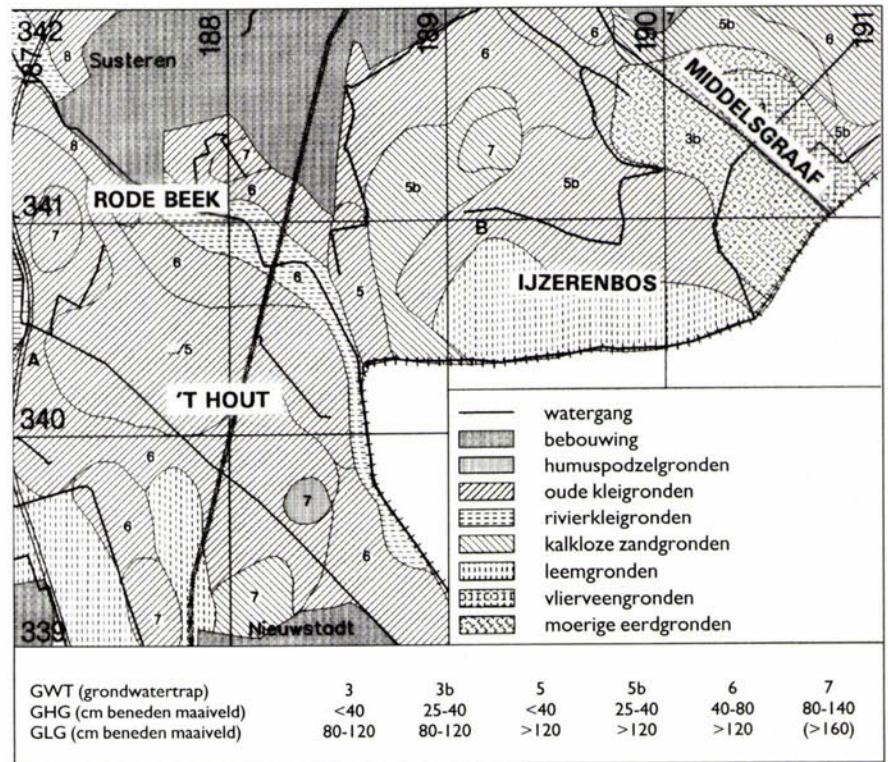 342
187
188
189
190
191
Susteren
8
8
7
6
7
6
5b
6
5b
MIDDELSGRAAF
3b
5b
7
5b
RODE BEEK
341
7
6
6
6
5
B
IJZERENBOS
A
5
'T HOUT
340
6
6
7
6
7
7
339
Nieuwstadt
watergang
bebouwing
humuspodzelgronden
oude kleigronden
rivierkleigronden
kalkloze zandgronden
leemgronden
vlierveengronden
moerige eerdgronden
GWT (grondwatertrap) 3 3b 5 5b 6 7
GHG (cm beneden maaiveld) <40 25-40 <40 25-40 40-80 80-140
GLG (cm beneden maaiveld) 80-120 80-120 >120 >120 >120 (>160)